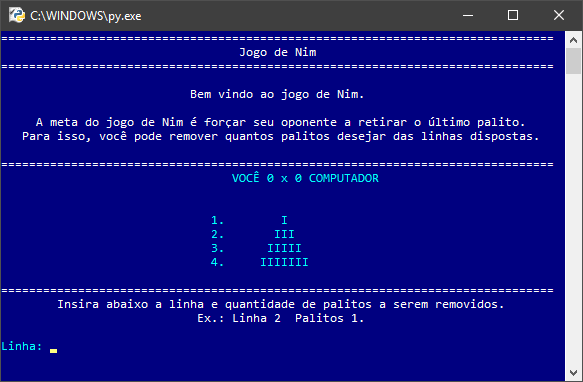 C:\WINDOWS\py.exe
===============================================================================
Jogo de Nim
===============================================================================
Bem vindo ao jogo de Nim.
A meta do jogo de Nim é forçar seu oponente a retirar o último palito.
Para isso, você pode remover quantos palitos desejar das linhas dispostas.
===============================================================================
VOCÊ 0 x 0 COMPUTADOR
1. I
2. III
3. IIIII
4. IIIIIII
===============================================================================
Insira abaixo a linha e quantidade de palitos a serem removidos.
Ex.: Linha 2 Palitos 1.
Linha: